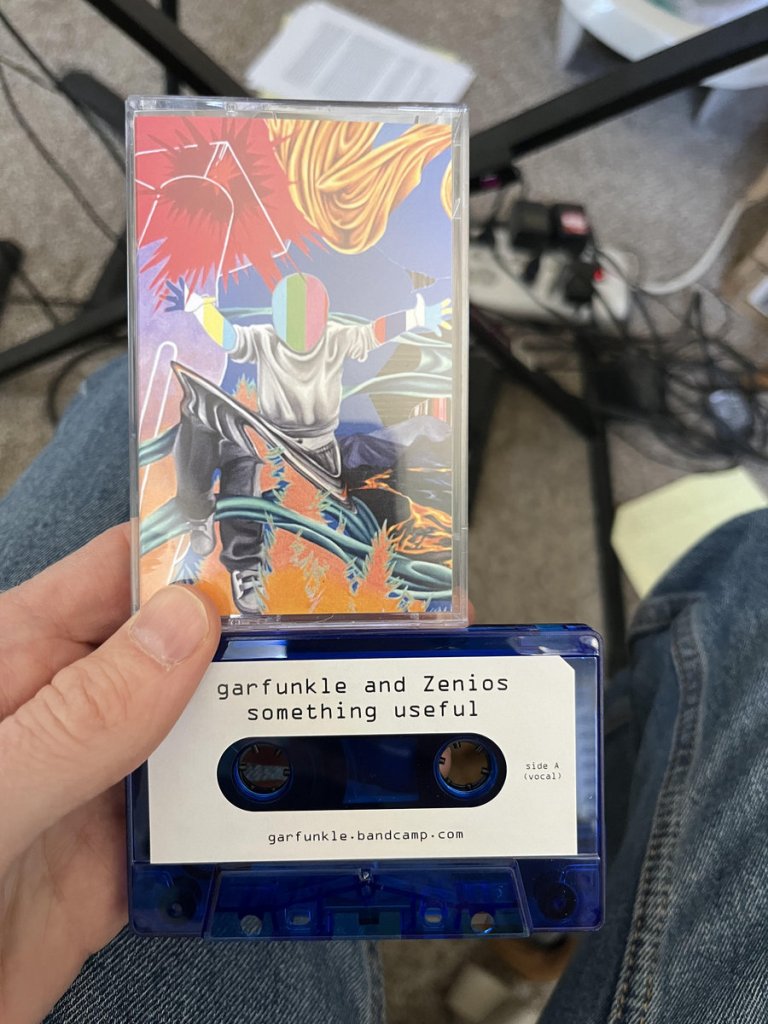 garfunkle and Zenios
something useful
side A
(vocal)
garfunkle.bandcamp.com